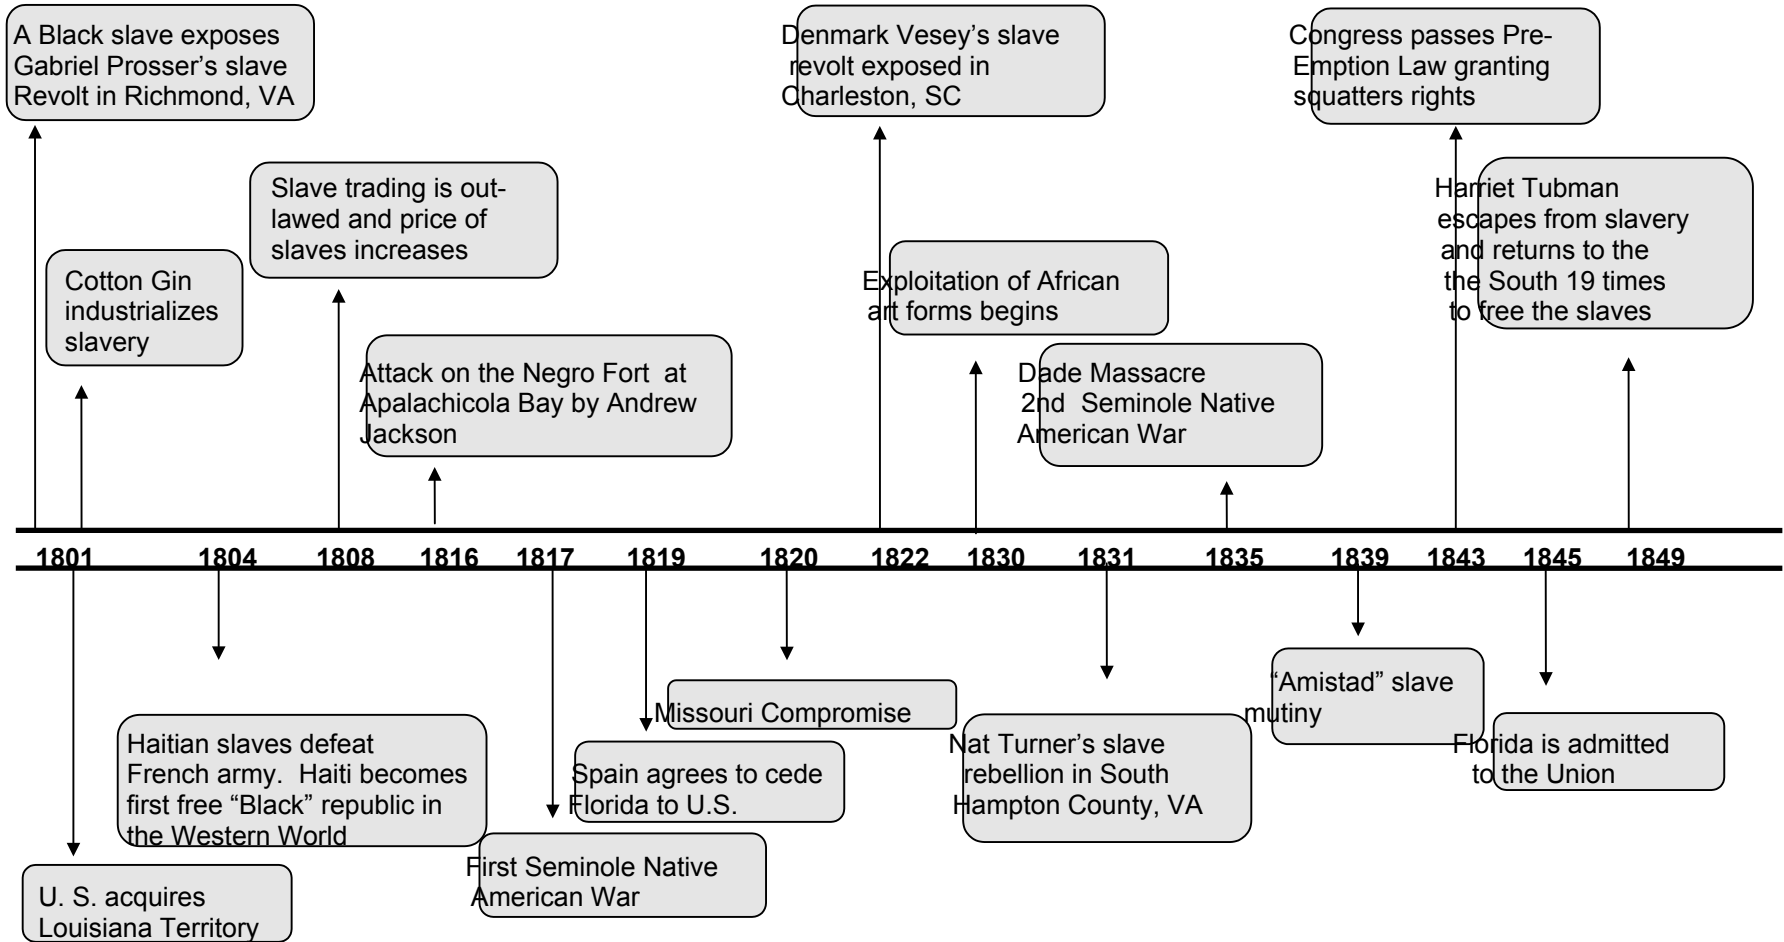 A Black slave exposes
Gabriel Prosser’s slave
Revolt in Richmond, VA
Denmark Vesey’s slave
revolt exposed in
Charleston, SC
Congress passes Pre-
Emption Law granting
squatters rights
Slave trading is out-
lawed and price of
slaves increases
Harriet Tubman
escapes from slavery
and returns to the
the South 19 times
to free the slaves
Cotton Gin
industrializes
slavery
Exploitation of African
art forms begins
Attack on the Negro Fort at
Apalachicola Bay by Andrew
Jackson
Dade Massacre
2nd Seminole Native
American War
1801 1804 1808 1816 1817 1819 1820 1822 1830 1831 1835 1839 1843 1845 1849
“Amistad” slave
mutiny
Missouri Compromise
Haitian slaves defeat
French army. Haiti becomes
first free “Black” republic in
the Western World
Nat Turner’s slave
rebellion in South
Hampton County, VA
Florida is admitted
to the Union
Spain agrees to cede
Florida to U.S.
First Seminole Native
American War
U. S. acquires
Louisiana Territory